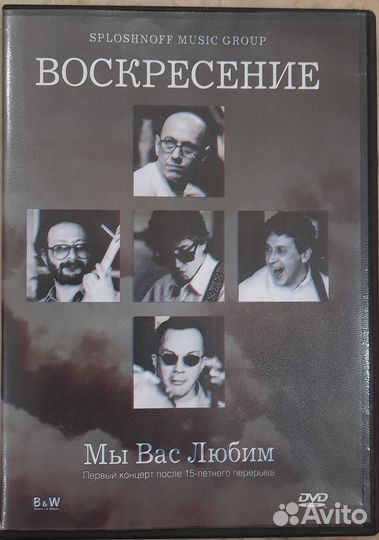 SPLOSHNOFF MUSIC GROUP
ВОСКРЕСЕНИЕ
Мы Вас Любим
Первый концерт после 15-летнего перерыва
B&W
DVD
Avito